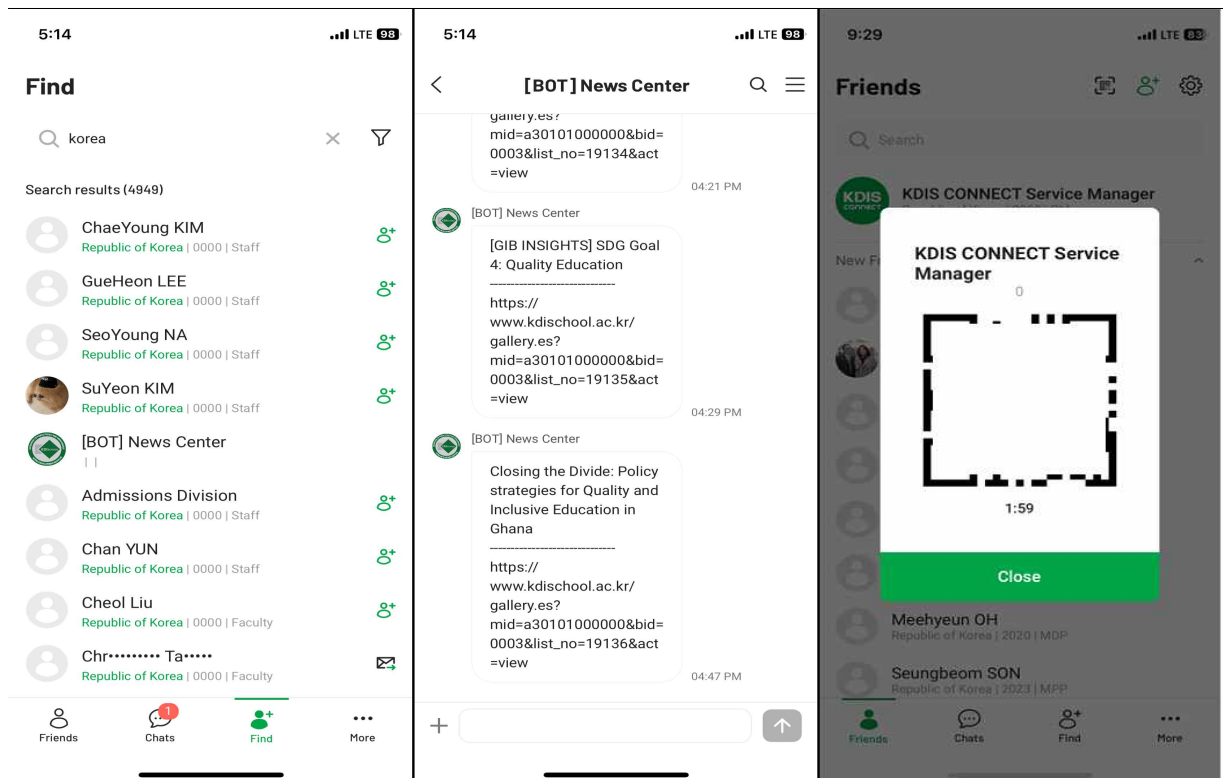 5:14
LTE 98
Find
korea
Search results (4949)
ChaeYoung KIM
Republic of Korea | 0000 | Staff
GueHeon LEE
Republic of Korea | 0000 | Staff
SeoYoung NA
Republic of Korea | 0000 | Staff
SuYeon KIM
Republic of Korea | 0000 | Staff
[BOT] News Center
| |
Admissions Division
Republic of Korea | 0000 | Staff
Chan YUN
Republic of Korea | 0000 | Staff
Cheol Liu
Republic of Korea | 0000 | Faculty
Chr••••••••• Ta•••••
Republic of Korea | 0000 | Faculty
1
Friends
Chats
Find
More
5:14
LTE 98
[BOT] News Center
gallery.es?
mid=a30101000000&bid=
0003&list_no=19134&act
=view
04:21 PM
[BOT] News Center
[GIB INSIGHTS] SDG Goal
4: Quality Education
------------------------------
https://
www.kdischool.ac.kr/
gallery.es?
mid=a30101000000&bid=
0003&list_no=19135&act
=view
04:29 PM
[BOT] News Center
Closing the Divide: Policy
strategies for Quality and
Inclusive Education in
Ghana
------------------------------
https://
www.kdischool.ac.kr/
gallery.es?
mid=a30101000000&bid=
0003&list_no=19136&act
=view
04:47 PM
9:29
LTE 83
Friends
Search
KDIS
CONNECT
KDIS CONNECT Service Manager
New F
KDIS CONNECT Service
Manager
0
1:59
Close
Meehyeun OH
Republic of Korea | 2020 | MDP
Seungbeom SON
Republic of Korea | 2023 | MPP
Friends
Chats
Find
More